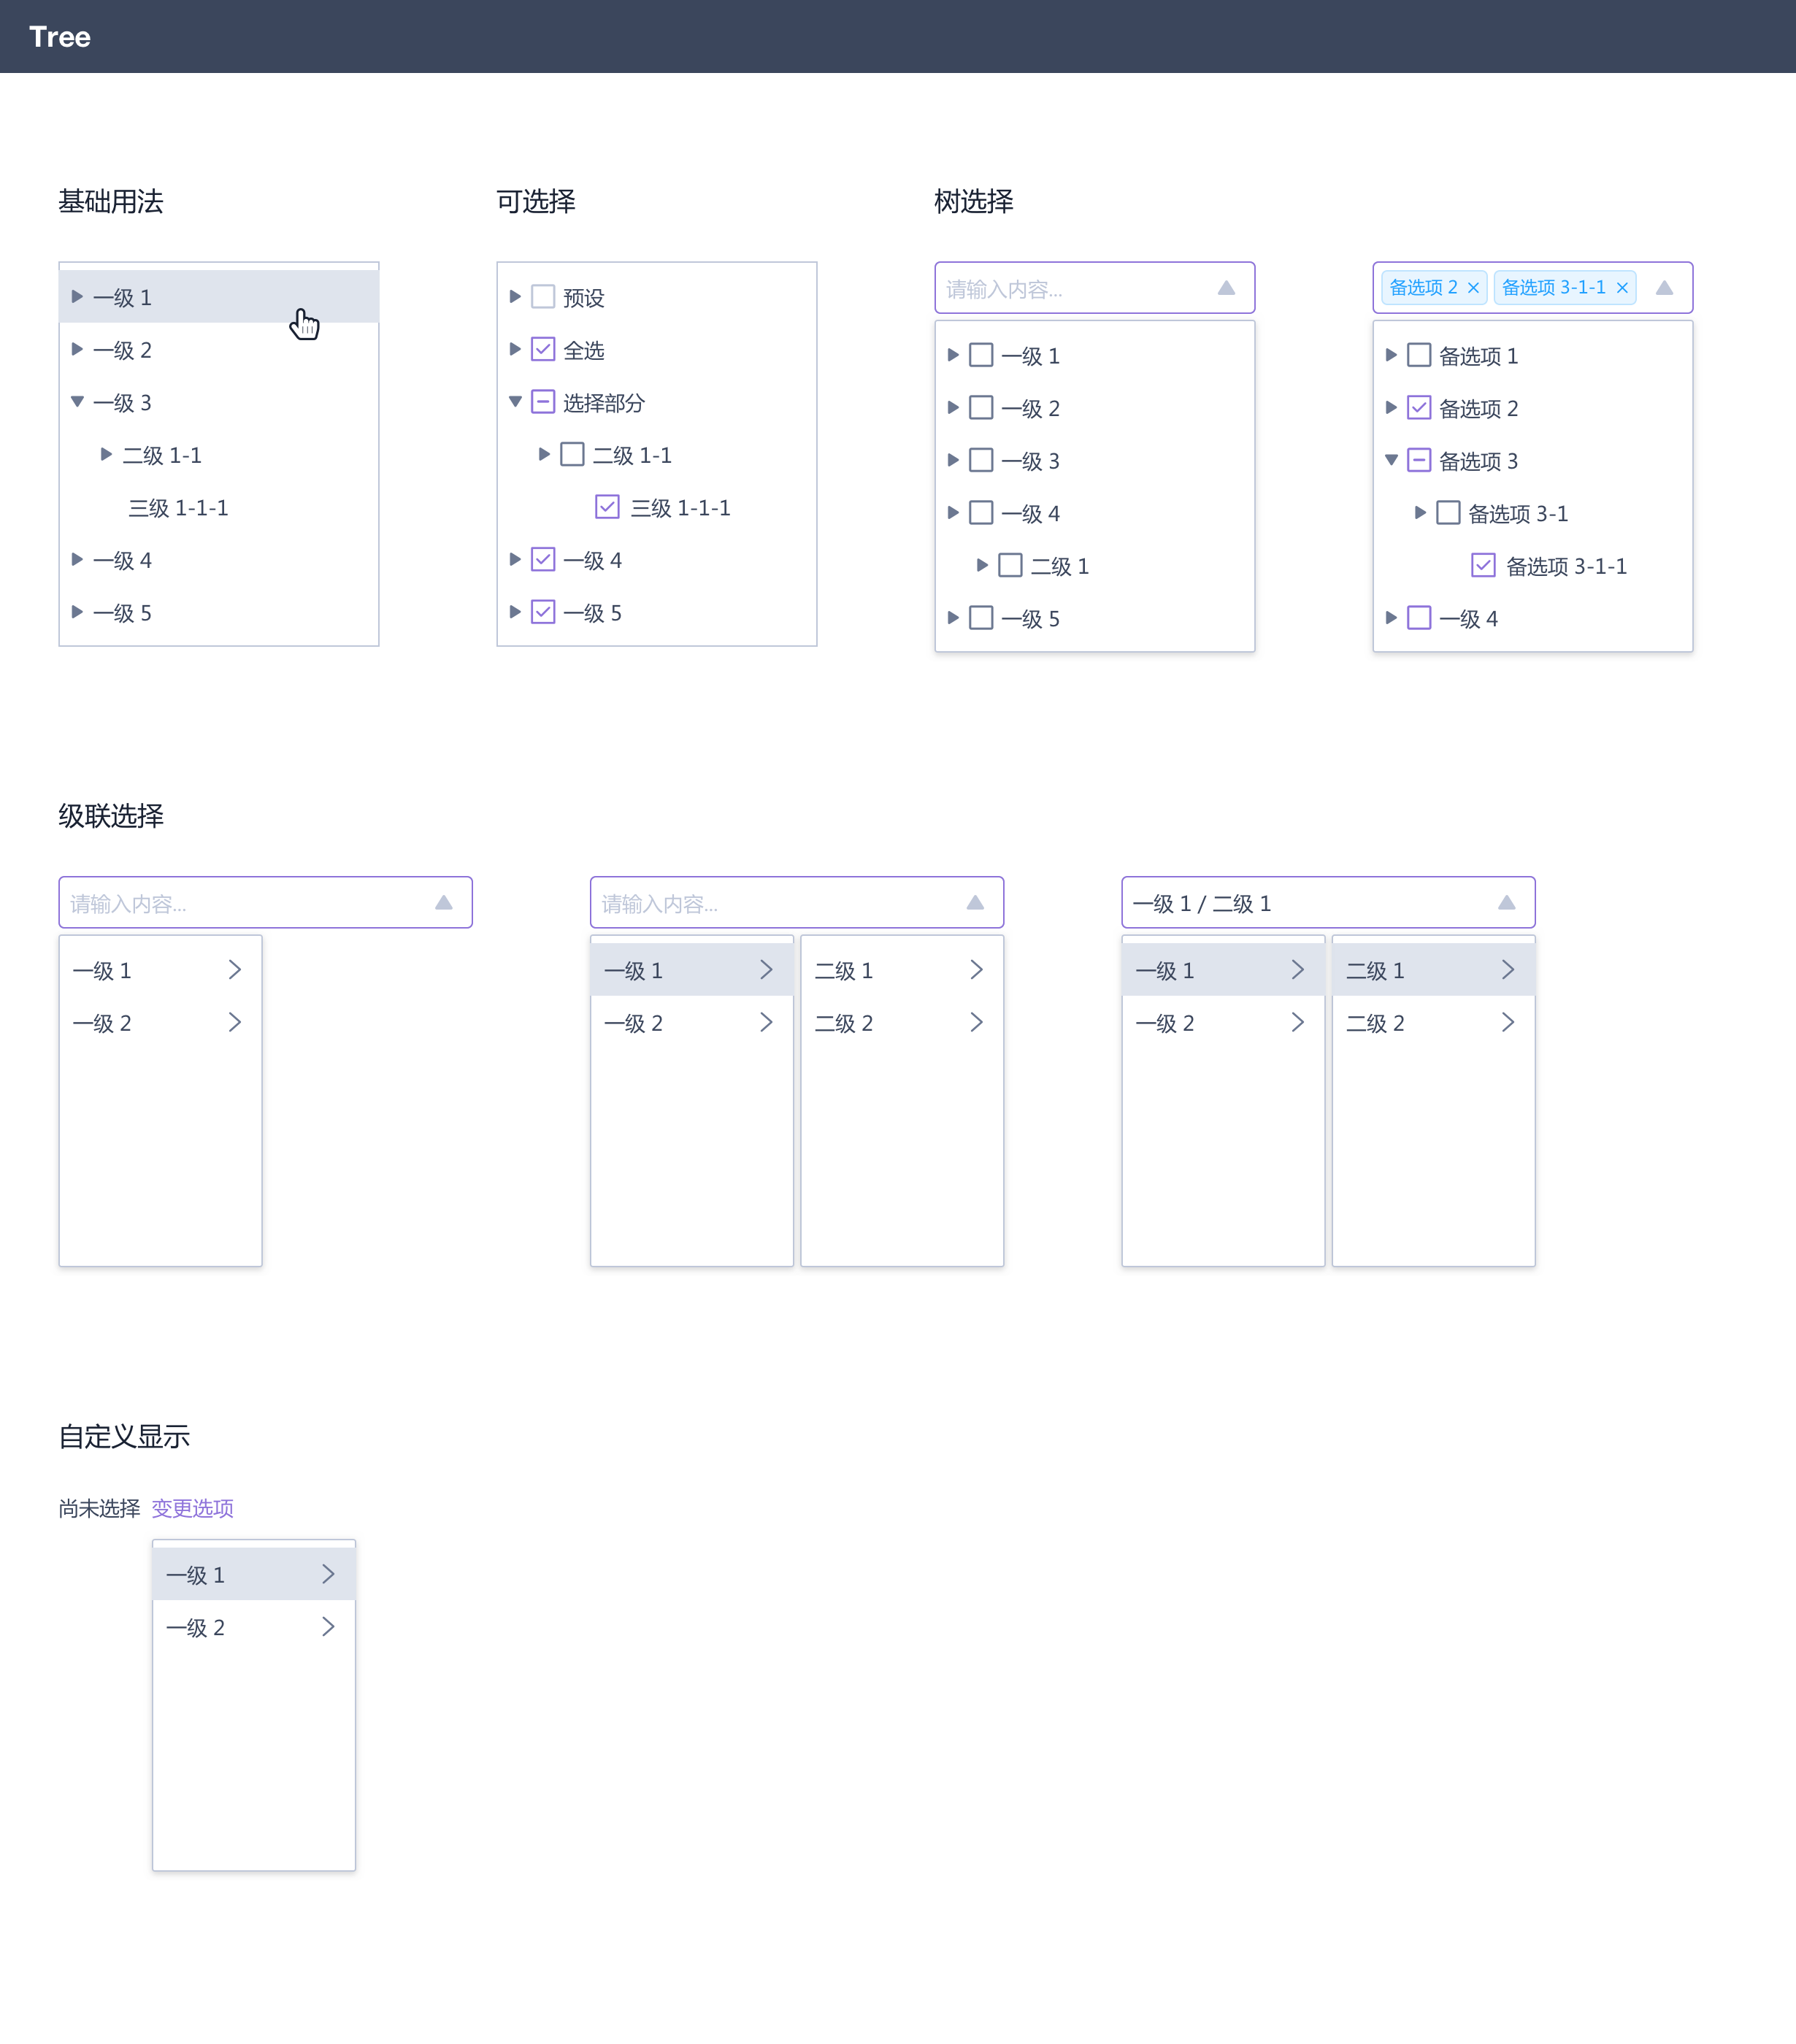 Tree
基础用法
一级 1
一级 2
一级 3
二级 1-1
三级 1-1-1
一级 4
一级 5
可选择
预设
全选
选择部分
二级 1-1
三级 1-1-1
一级 4
一级 5
树选择
请输入内容...
一级 1
一级 2
一级 3
一级 4
二级 1
一级 5
备选项 2
备选项 3-1-1
备选项 1
备选项 2
备选项 3
备选项 3-1
备选项 3-1-1
一级 4
级联选择
请输入内容...
一级 1
一级 2
请输入内容...
一级 1
一级 2
二级 1
二级 2
一级 1 / 二级 1
一级 1
一级 2
二级 1
二级 2
自定义显示
尚未选择 变更选项
一级 1
一级 2